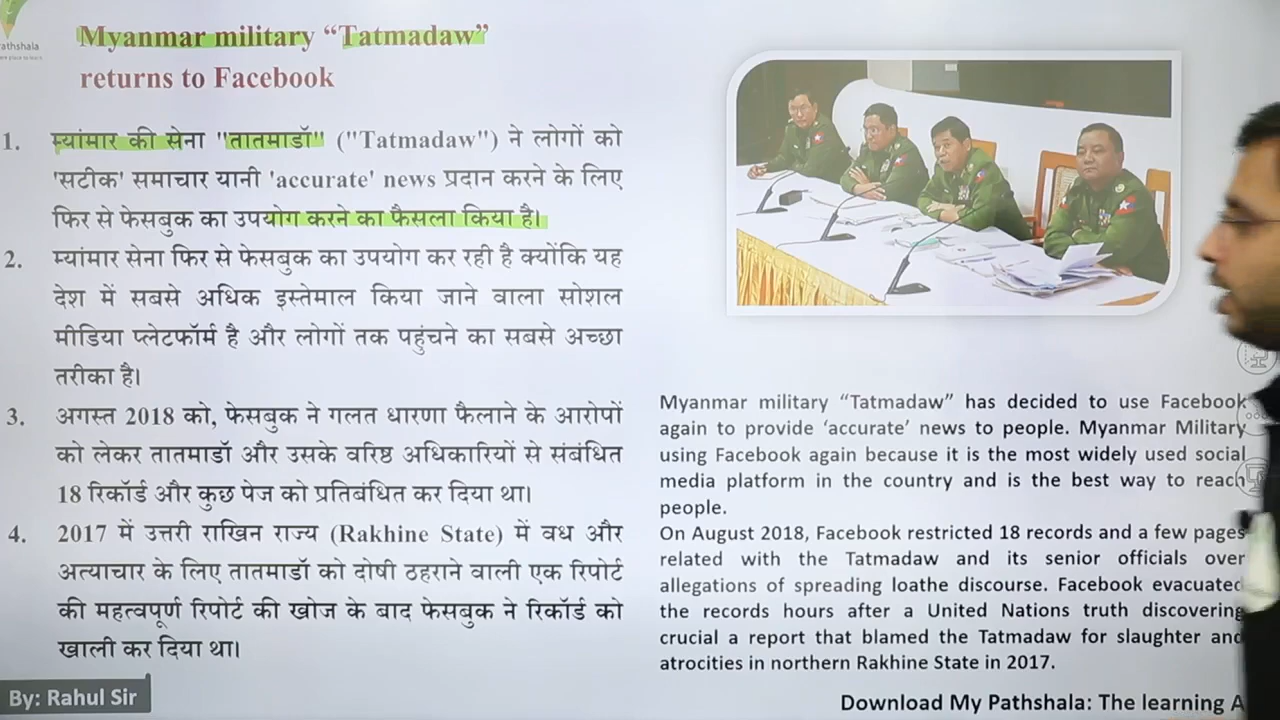 athshala
Myanmar military “Tatmadaw”
returns to Facebook
1. म्यांमार की सेना "तातमाडॉ" ("Tatmadaw") ने लोगों को
'सटीक' समाचार यानी 'accurate' news प्रदान करने के लिए
फिर से फेसबुक का उपयोग करने का फैसला किया है।
2. म्यांमार सेना फिर से फेसबुक का उपयोग कर रही है क्योंकि यह
देश में सबसे अधिक इस्तेमाल किया जाने वाला सोशल
मीडिया प्लेटफॉर्म है और लोगों तक पहुंचने का सबसे अच्छा
तरीका है।
3. अगस्त 2018 को, फेसबुक ने गलत धारणा फैलाने के आरोपों
को लेकर तातमाडॉ और उसके वरिष्ठ अधिकारियों से संबंधित
18 रिकॉर्ड और कुछ पेज को प्रतिबंधित कर दिया था।
4. 2017 में उत्तरी राखिन राज्य (Rakhine State) में वध और
अत्याचार के लिए तातमाडॉ को दोषी ठहराने वाली एक रिपोर्ट
की महत्वपूर्ण रिपोर्ट की खोज के बाद फेसबुक ने रिकॉर्ड को
खाली कर दिया था।
Myanmar military “Tatmadaw” has decided to use Facebook
again to provide ‘accurate’ news to people. Myanmar Military
using Facebook again because it is the most widely used social
media platform in the country and is the best way to reach
people.
On August 2018, Facebook restricted 18 records and a few pages
related with the Tatmadaw and its senior officials over
allegations of spreading loathe discourse. Facebook evacuated
the records hours after a United Nations truth discovering
crucial a report that blamed the Tatmadaw for slaughter and
atrocities in northern Rakhine State in 2017.
By: Rahul Sir
Download My Pathshala: The learning A